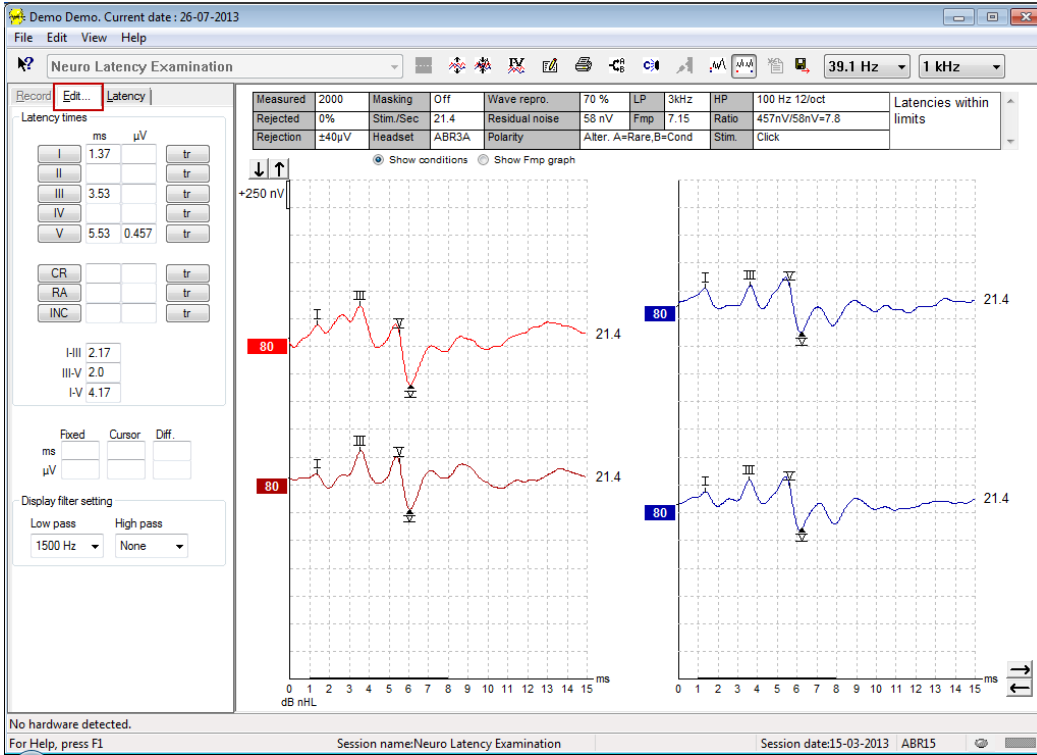 Demo Demo. Current date : 26-07-2013
File Edit View Help
Neuro Latency Examination 39.1 Hz 1 kHz
Record Edit... Latency
Measured 2000 Masking Off Wave repro. 70 % LP 3kHz HP 100 Hz 12/oct
Rejected 0% Stim./Sec 21.4 Residual noise 58 nV Fmp 7.15 Ratio 457nV/58nV=7.8
Rejection ±40µV Headset ABR3A Polarity Alter. A=Rare,B=Cond Stim. Click
Latencies within
limits
Show conditions Show Fmp graph
Latency times
ms µV
I 1.37 tr
II tr
III 3.53 tr
IV tr
V 5.53 0.457 tr
CR tr
RA tr
INC tr
I-III 2.17
III-V 2.0
I-V 4.17
Fixed Cursor Diff.
ms
µV
Display filter setting
Low pass High pass
1500 Hz None
+250 nV
I III V
80 21.4
V
I III V
80 21.4
V
0 1 2 3 4 5 6 7 8 9 10 11 12 13 14 15 ms
dB nHL
I III V
80 21.4
V
I III V
80 21.4
V
0 1 2 3 4 5 6 7 8 9 10 11 12 13 14 15 ms
No hardware detected.
For Help, press F1 Session name:Neuro Latency Examination Session date:15-03-2013 ABR15